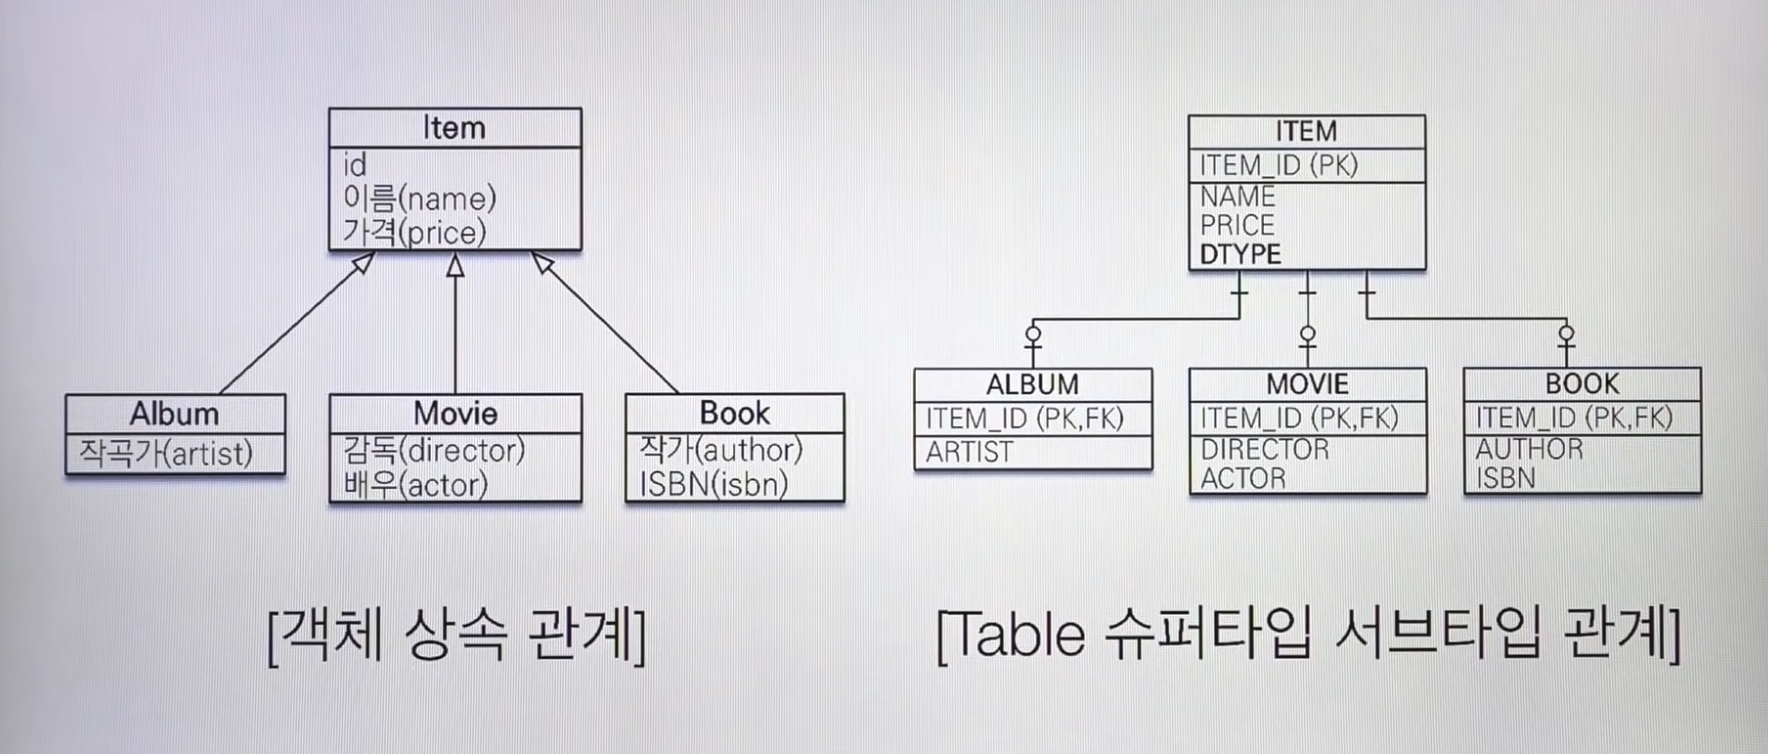 Item
id
이름(name)
가격(price)
Album
작곡가(artist)
Movie
감독(director)
배우(actor)
Book
작가(author)
ISBN(isbn)
[객체 상속 관계]
ITEM
ITEM_ID (PK)
NAME
PRICE
DTYPE
ALBUM
ITEM_ID (PK,FK)
ARTIST
MOVIE
ITEM_ID (PK,FK)
DIRECTOR
ACTOR
BOOK
ITEM_ID (PK,FK)
AUTHOR
ISBN
[Table 슈퍼타입 서브타입 관계]